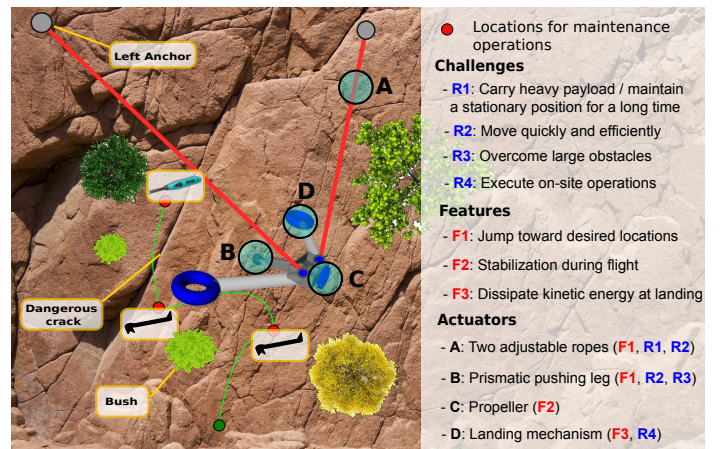 Left Anchor
A
D
B
C
Dangerous
crack
Bush
Locations for maintenance
operations
Challenges
- R1: Carry heavy payload / maintain
a stationary position for a long time
- R2: Move quickly and efficiently
- R3: Overcome large obstacles
- R4: Execute on-site operations
Features
- F1: Jump toward desired locations
- F2: Stabilization during flight
- F3: Dissipate kinetic energy at landing
Actuators
- A: Two adjustable ropes (F1, R1, R2)
- B: Prismatic pushing leg (F1, R2, R3)
- C: Propeller (F2)
- D: Landing mechanism (F3, R4)